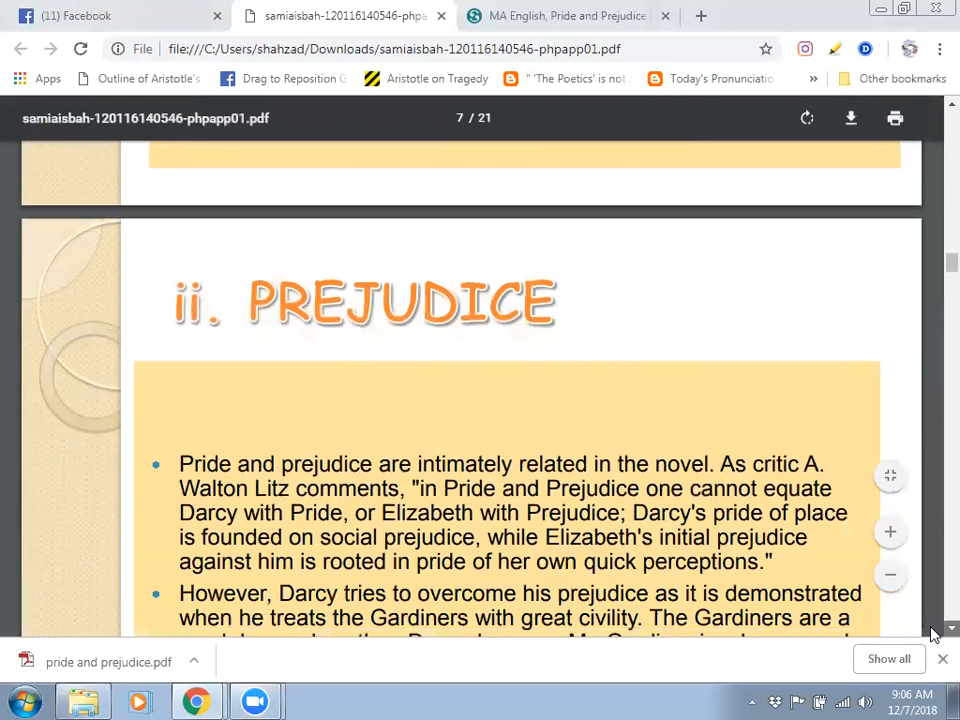 (11) Facebook
samiaisbah-120116140546-phpa
MA English, Pride and Prejudice
File
file:///C:/Users/shahzad/Downloads/samiaisbah-120116140546-phpapp01.pdf
Apps
Outline of Aristotle's
Drag to Reposition
Aristotle on Tragedy
" 'The Poetics' is not
Today's Pronunciatio
»
Other bookmarks
samiaisbah-120116140546-phpapp01.pdf
7 / 21
ii. PREJUDICE
• Pride and prejudice are intimately related in the novel. As critic A.
Walton Litz comments, "in Pride and Prejudice one cannot equate
Darcy with Pride, or Elizabeth with Prejudice; Darcy's pride of place
is founded on social prejudice, while Elizabeth's initial prejudice
against him is rooted in pride of her own quick perceptions."
• However, Darcy tries to overcome his prejudice as it is demonstrated
when he treats the Gardiners with great civility. The Gardiners are a
pride and prejudice.pdf
Show all
9:06 AM
12/7/2018